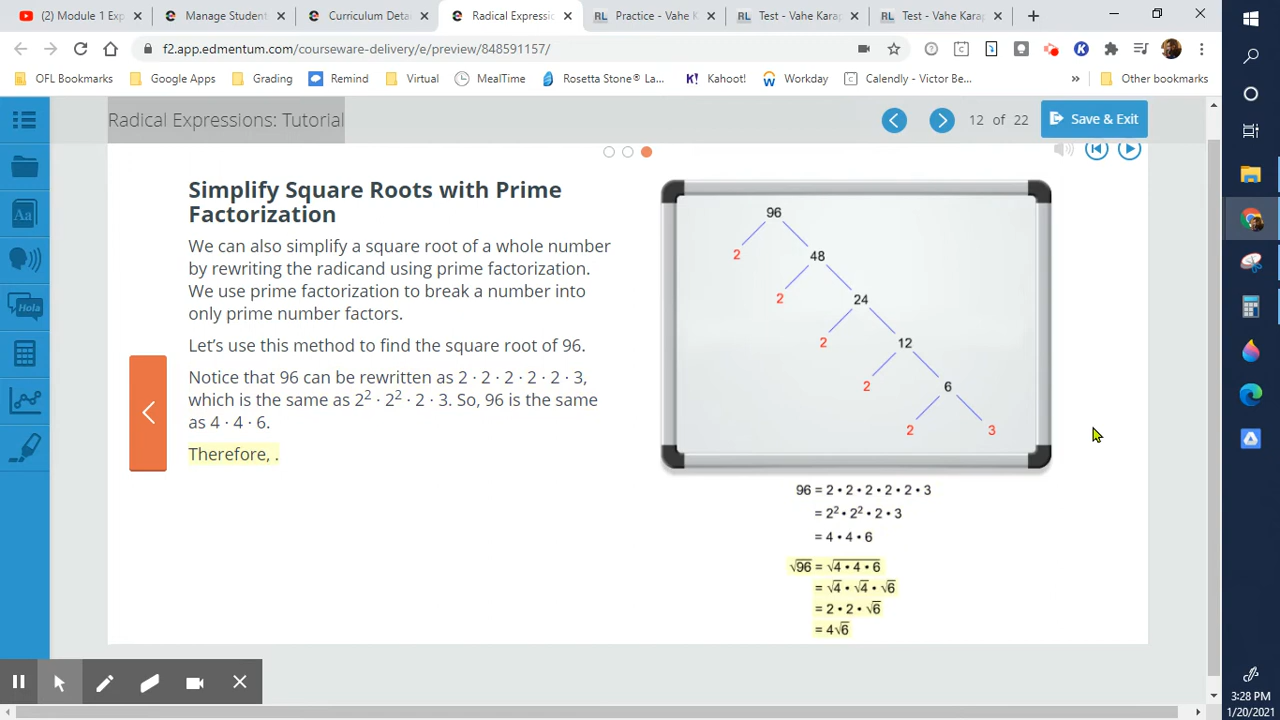 (2) Module 1 Exp
Manage Student
Curriculum Deta
Radical Expressio
Practice - Vahe K
Test - Vahe Karap
Test - Vahe Karap
f2.app.edmentum.com/courseware-delivery/e/preview/848591157/
OFL Bookmarks
Google Apps
Grading
Remind
Virtual
MealTime
Rosetta Stone® La...
K! Kahoot!
Workday
Calendly - Victor Be...
»
Other bookmarks
Radical Expressions: Tutorial
12 of 22
Save & Exit
Simplify Square Roots with Prime
Factorization
We can also simplify a square root of a whole number
by rewriting the radicand using prime factorization.
We use prime factorization to break a number into
only prime number factors.
Let's use this method to find the square root of 96.
Notice that 96 can be rewritten as 2 · 2 · 2 · 2 · 2 · 3,
which is the same as 2² · 2² · 2 · 3. So, 96 is the same
as 4 · 4 · 6.
Therefore, .
96
2 48
2 24
2 12
2 6
2 3
96 = 2 • 2 • 2 • 2 • 2 • 3
= 2² • 2² • 2 • 3
= 4 • 4 • 6
√96 = √4 • 4 • 6
= √4 • √4 • √6
= 2 • 2 • √6
= 4√6
Aa
Hola
3:28 PM
1/20/2021